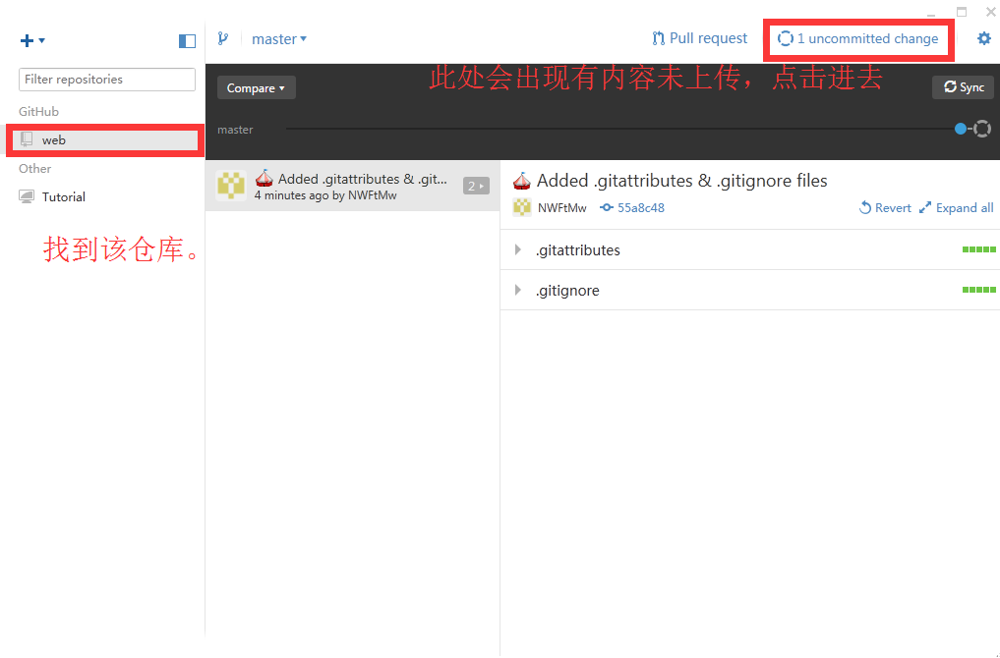 master
Pull request
1 uncommitted change
Filter repositories
GitHub
web
Other
Tutorial
找到该仓库。
此处会出现有内容未上传，点击进去
Compare
Sync
master
Added .gitattributes & .git...
4 minutes ago by NWFtMw
2
Added .gitattributes & .gitignore files
NWFtMw
55a8c48
Revert
Expand all
.gitattributes
.gitignore